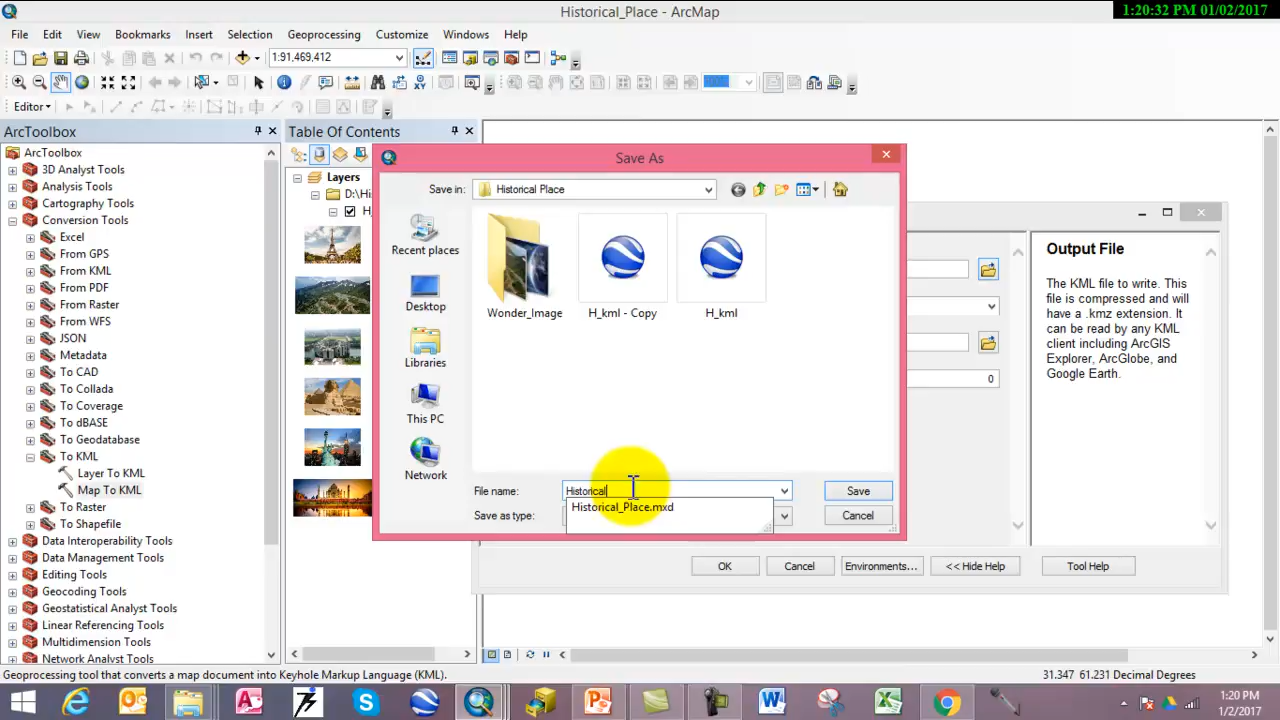 Historical_Place - ArcMap
1:20:32 PM 01/02/2017
File Edit View Bookmarks Insert Selection Geoprocessing Customize Windows Help
1:91,469,412
Editor
ArcToolbox
Table Of Contents
ArcToolbox
3D Analyst Tools
Analysis Tools
Cartography Tools
Conversion Tools
Excel
From GPS
From KML
From PDF
From Raster
From WFS
JSON
Metadata
To CAD
To Collada
To Coverage
To dBASE
To Geodatabase
To KML
Layer To KML
Map To KML
To Raster
To Shapefile
Data Interoperability Tools
Data Management Tools
Editing Tools
Geocoding Tools
Geostatistical Analyst Tools
Linear Referencing Tools
Multidimension Tools
Network Analyst Tools
Layers
D:\Hi
H_
Save As
Save in:
Historical Place
Recent places
Desktop
Libraries
This PC
Network
Wonder_Image
H_kml - Copy
H_kml
File name:
Historical
Save
Historical_Place.mxd
Save as type:
Cancel
0
Output File
The KML file to write. This
file is compressed and will
have a .kmz extension. It
can be read by any KML
client including ArcGIS
Explorer, ArcGlobe, and
Google Earth.
OK
Cancel
Environments...
<< Hide Help
Tool Help
Geoprocessing tool that converts a map document into Keyhole Markup Language (KML).
31.347 61.231 Decimal Degrees
1:20 PM
1/2/2017